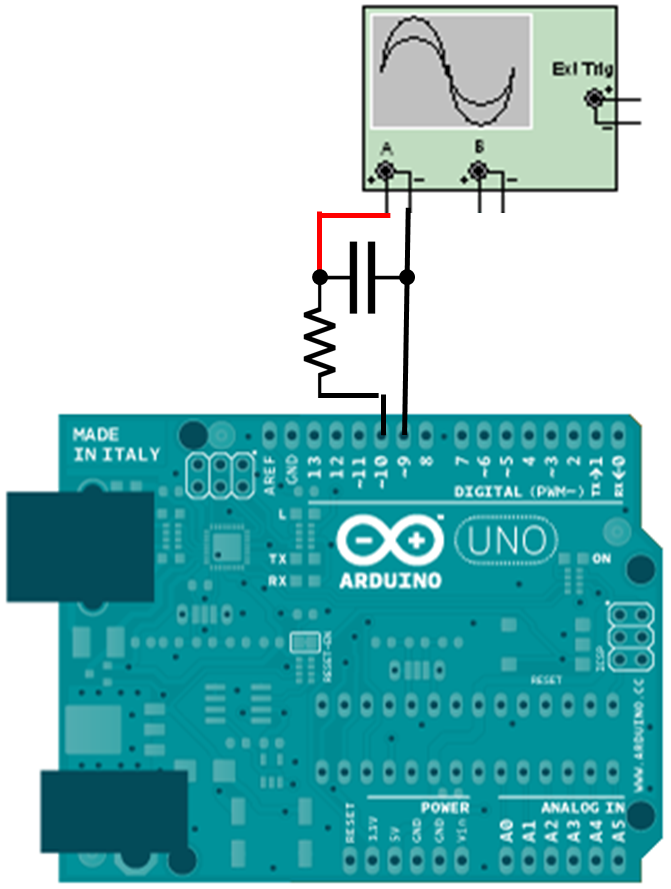 Ext Trig
+
−
A
B
+ −
+ −
MADE
IN ITALY
AREF
GND
13
12
~11
~10
~9
8
7
~6
~5
4
~3
2
TX→1
RX←0
DIGITAL (PWM~)
L
TX
RX
ARDUINO
UNO
ON
RESET-EN
ICSP
RESET
WWW.ARDUINO.CC
POWER
ANALOG IN
RESET
5V
GND
GND
Vin
A0
A1
A2
A3
A4
A5